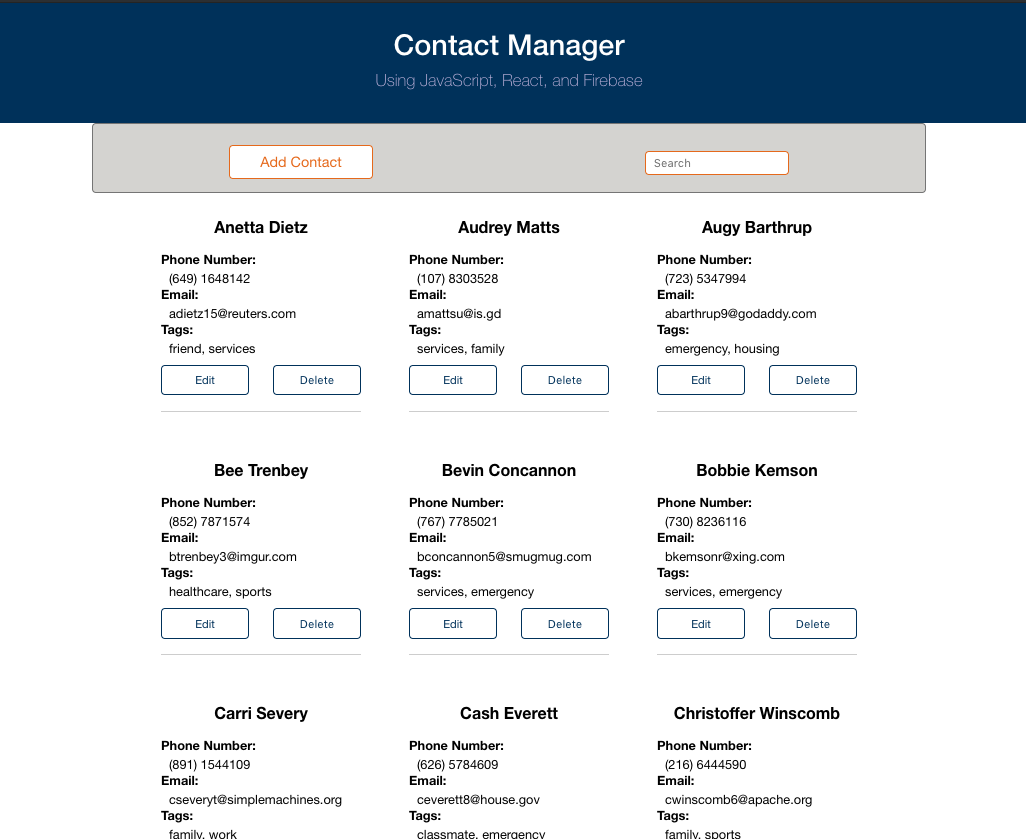 Contact Manager
Using JavaScript, React, and Firebase
Add Contact
Search
Anetta Dietz
Phone Number:
(649) 1648142
Email:
adietz15@reuters.com
Tags:
friend, services
Edit Delete
Audrey Matts
Phone Number:
(107) 8303528
Email:
amattsu@is.gd
Tags:
services, family
Edit Delete
Augy Barthrup
Phone Number:
(723) 5347994
Email:
abarthrup9@godaddy.com
Tags:
emergency, housing
Edit Delete
Bee Trenbey
Phone Number:
(852) 7871574
Email:
btrenbey3@imgur.com
Tags:
healthcare, sports
Edit Delete
Bevin Concannon
Phone Number:
(767) 7785021
Email:
bconcannon5@smugmug.com
Tags:
services, emergency
Edit Delete
Bobbie Kemson
Phone Number:
(730) 8236116
Email:
bkemsonr@xing.com
Tags:
services, emergency
Edit Delete
Carri Severy
Phone Number:
(891) 1544109
Email:
cseveryt@simplemachines.org
Tags:
family, work
Cash Everett
Phone Number:
(626) 5784609
Email:
ceverett8@house.gov
Tags:
classmate, emergency
Christoffer Winscomb
Phone Number:
(216) 6444590
Email:
cwinscomb6@apache.org
Tags:
family, sports